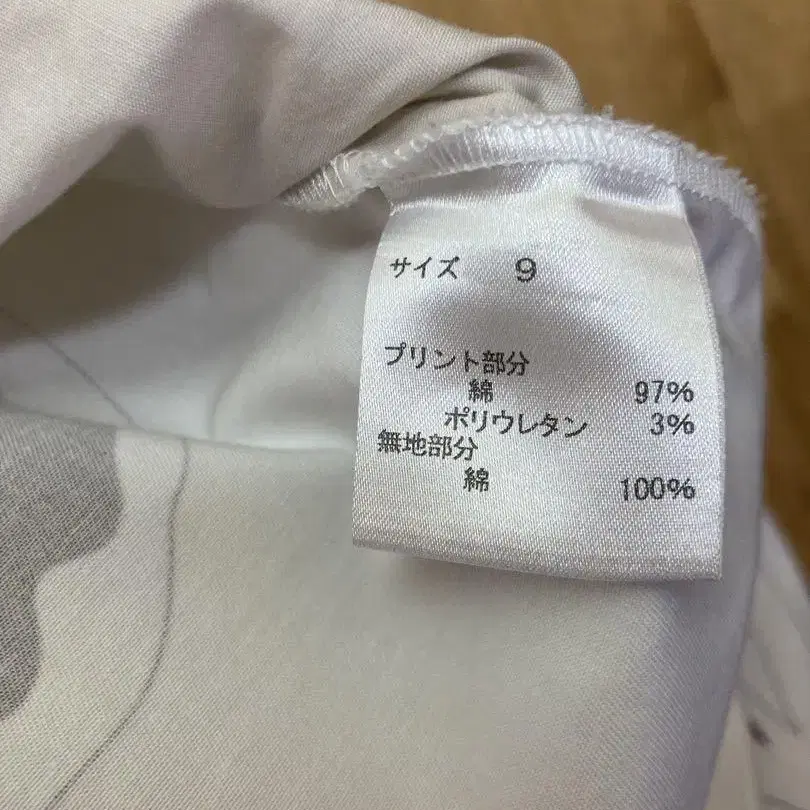 サイズ 9
プリント部分
綿 97%
ポリウレタン 3%
無地部分
綿 100%